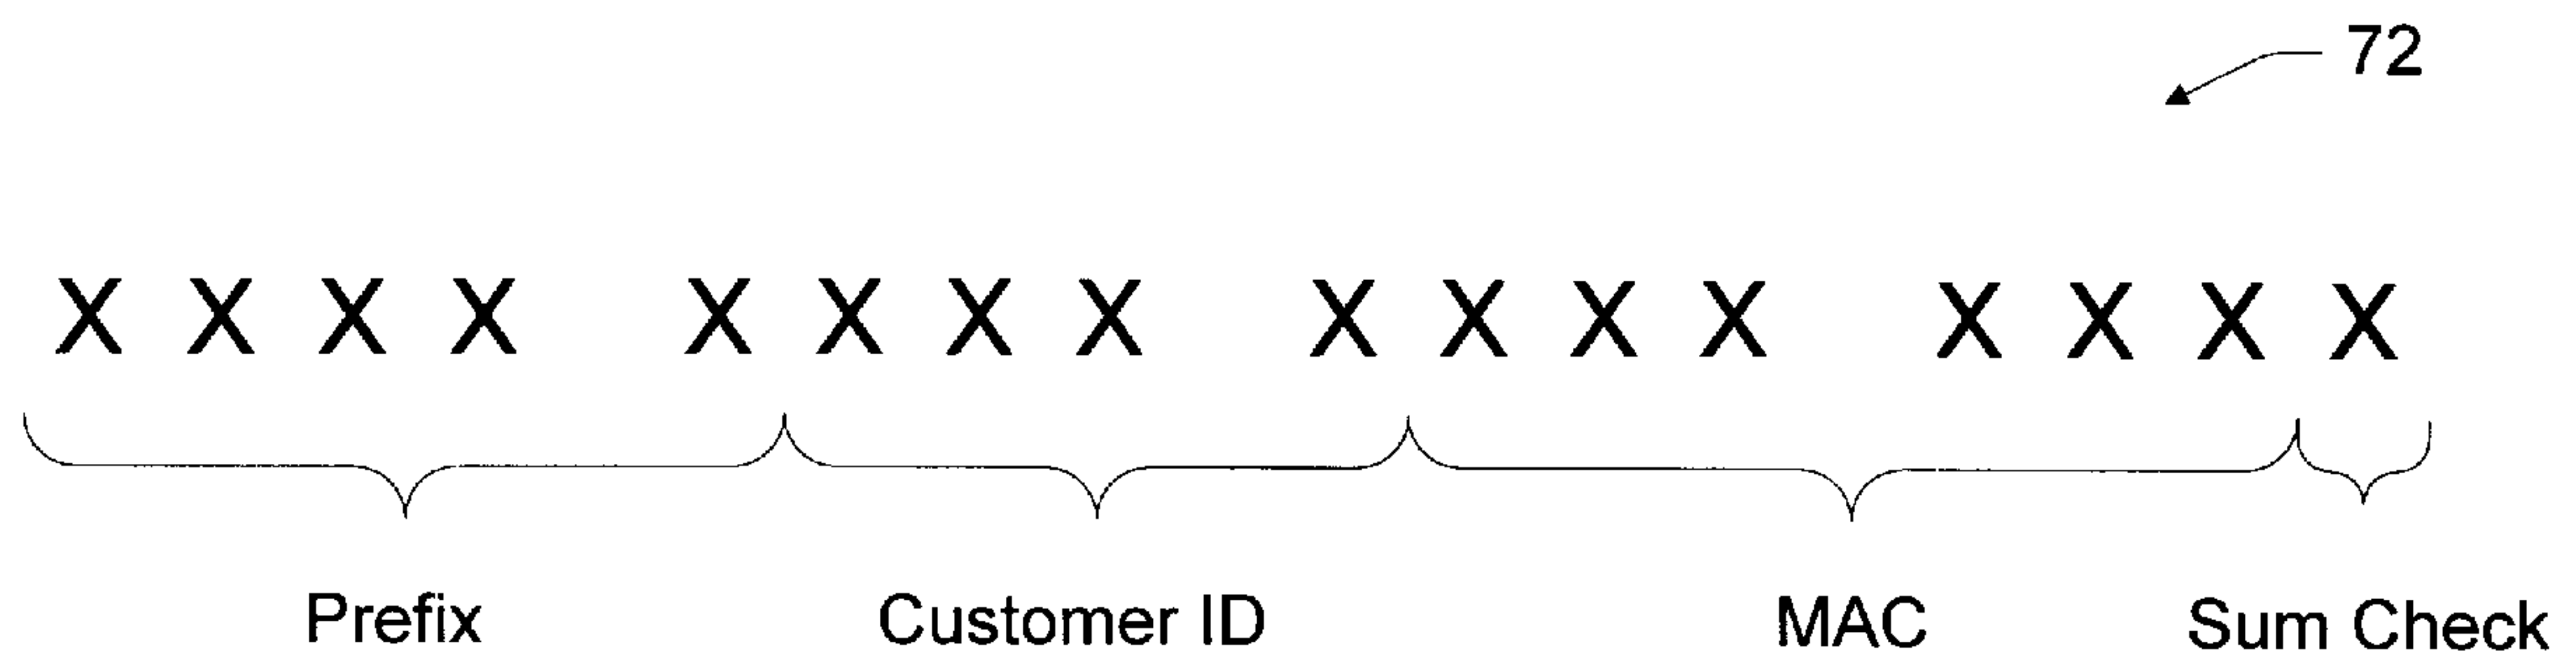 72
X X X X X X X X X X X X X X X X
Prefix Customer ID MAC Sum Check